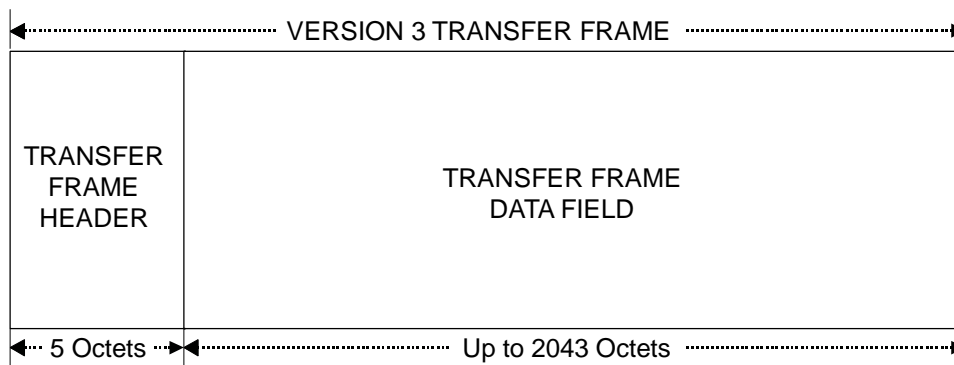 VERSION 3 TRANSFER FRAME
TRANSFER
FRAME
HEADER
TRANSFER FRAME
DATA FIELD
5 Octets
Up to 2043 Octets